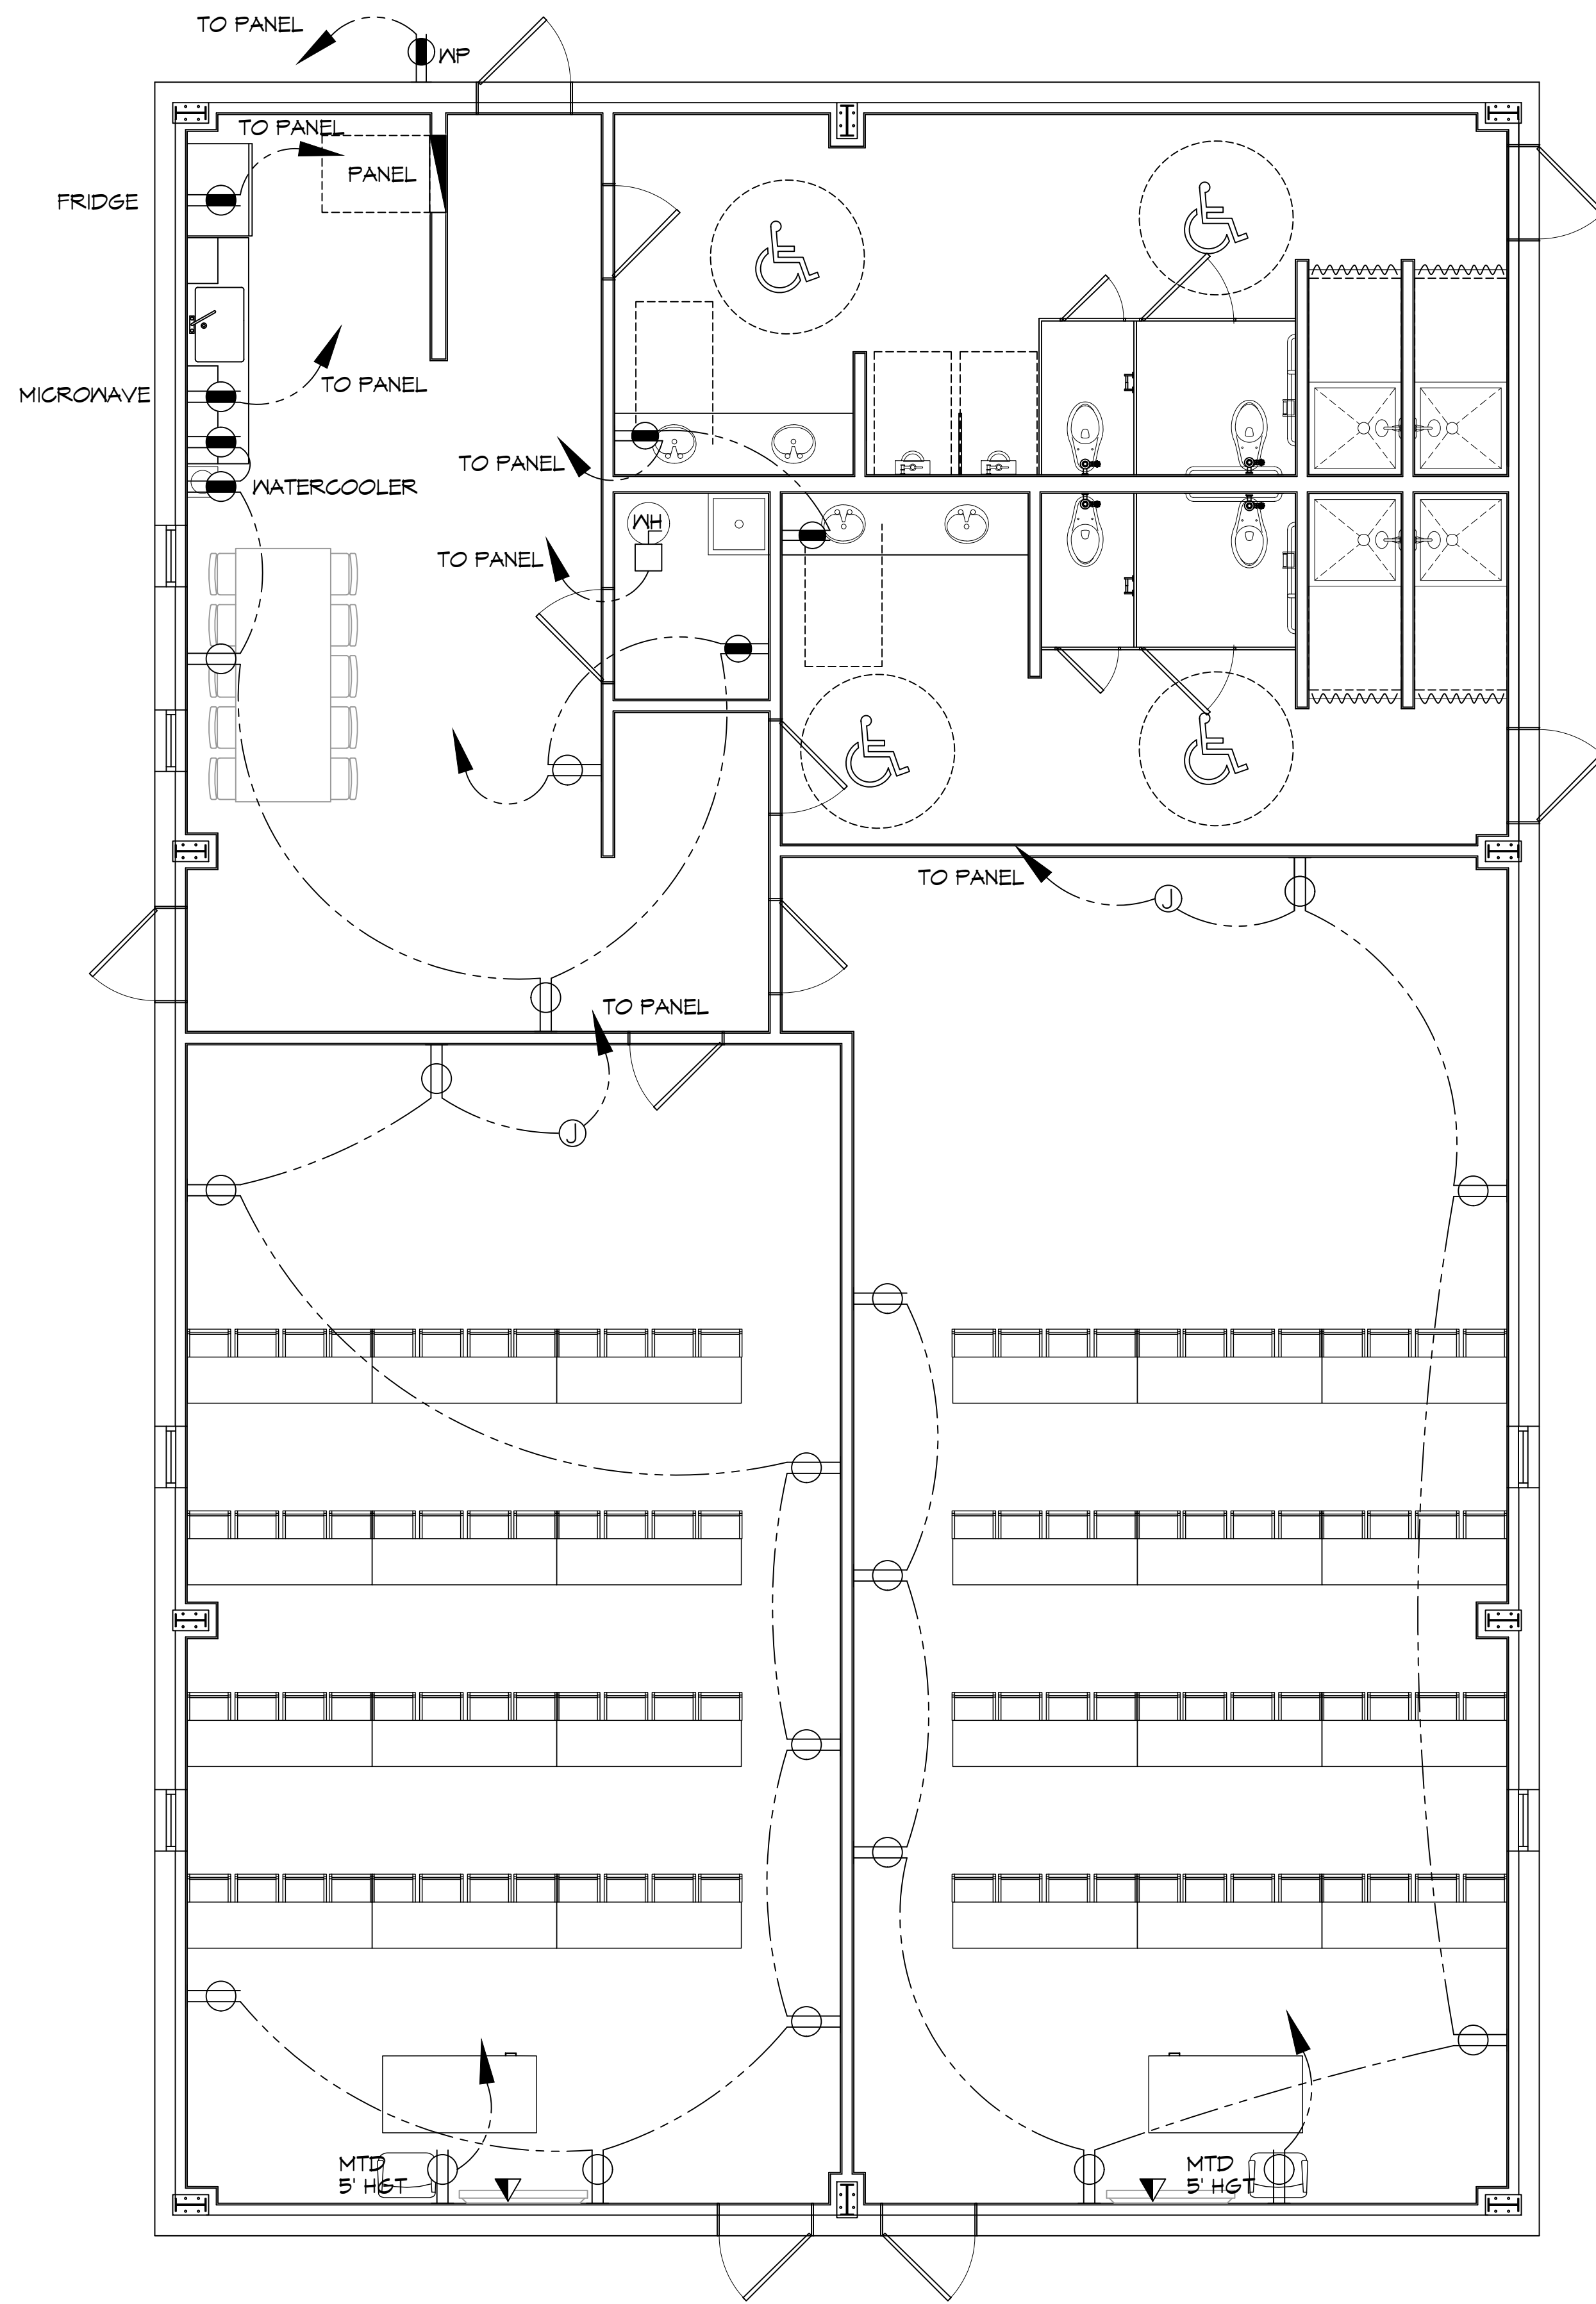 TO PANEL
WP
TO PANEL
PANEL
FRIDGE
TO PANEL
MICROWAVE
TO PANEL
WATERCOOLER
WH
TO PANEL
TO PANEL
J
TO PANEL
J
MTD
5' HGT
MTD
5' HGT